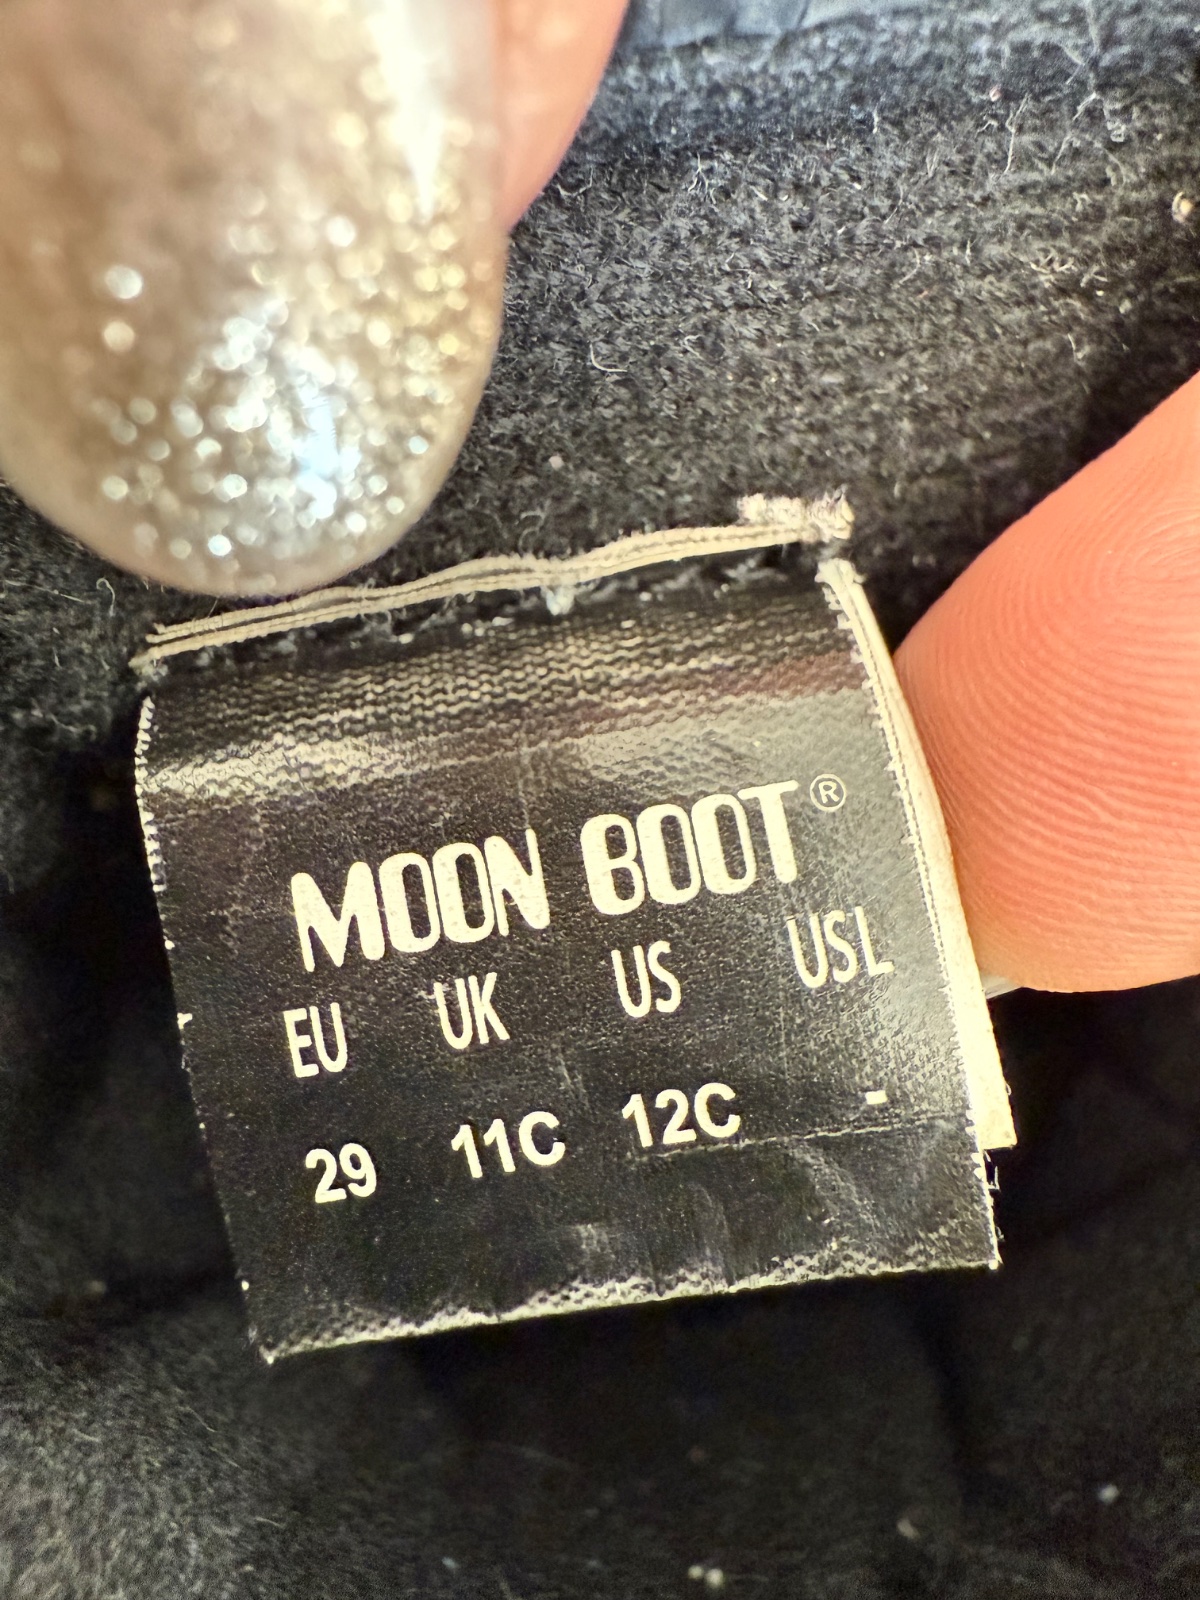 MOON BOOT®
EU UK US USL
29 11C 12C -